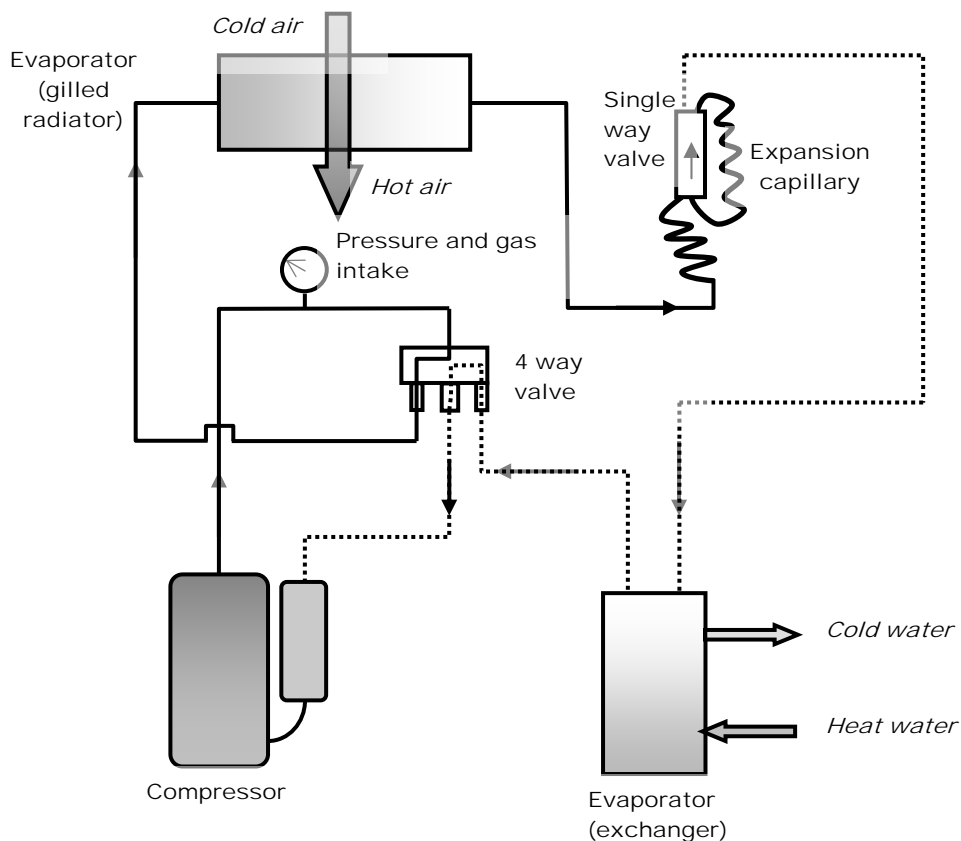 Cold air
Evaporator
(gilled
radiator)
Hot air
Single
way
valve
Expansion
capillary
Pressure and gas
intake
4 way
valve
Cold water
Heat water
Compressor
Evaporator
(exchanger)